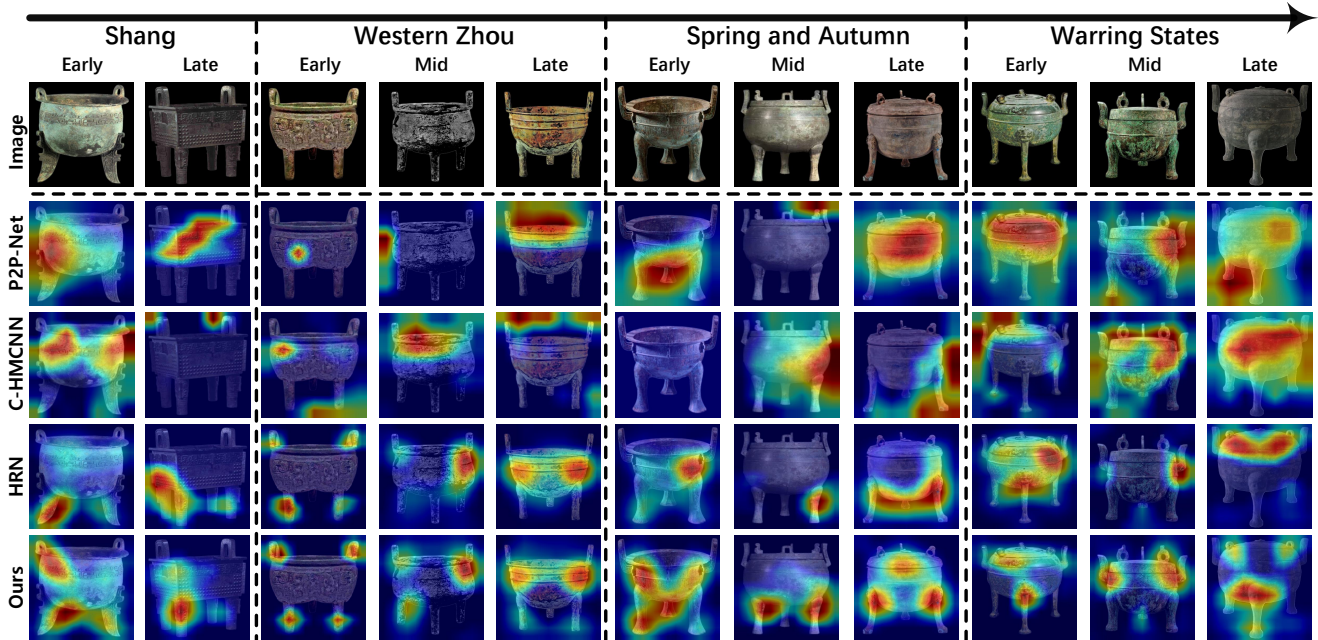 Shang Western Zhou Spring and Autumn Warring States
Early Late Early Mid Late Early Mid Late Early Mid Late
Image
P2P-Net
C-HMCNN
HRN
Ours